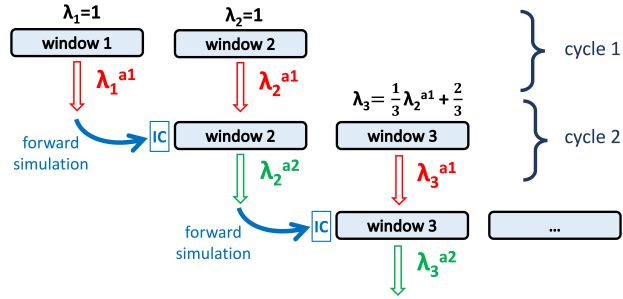 λ₁=1
λ₂=1
window 1
window 2
cycle 1
λ₁ᵃ¹
λ₂ᵃ¹
λ₃= 1/3 λ₂ᵃ¹ + 2/3
forward
simulation
IC
window 2
window 3
cycle 2
λ₂ᵃ²
λ₃ᵃ¹
forward
simulation
IC
window 3
...
λ₃ᵃ²